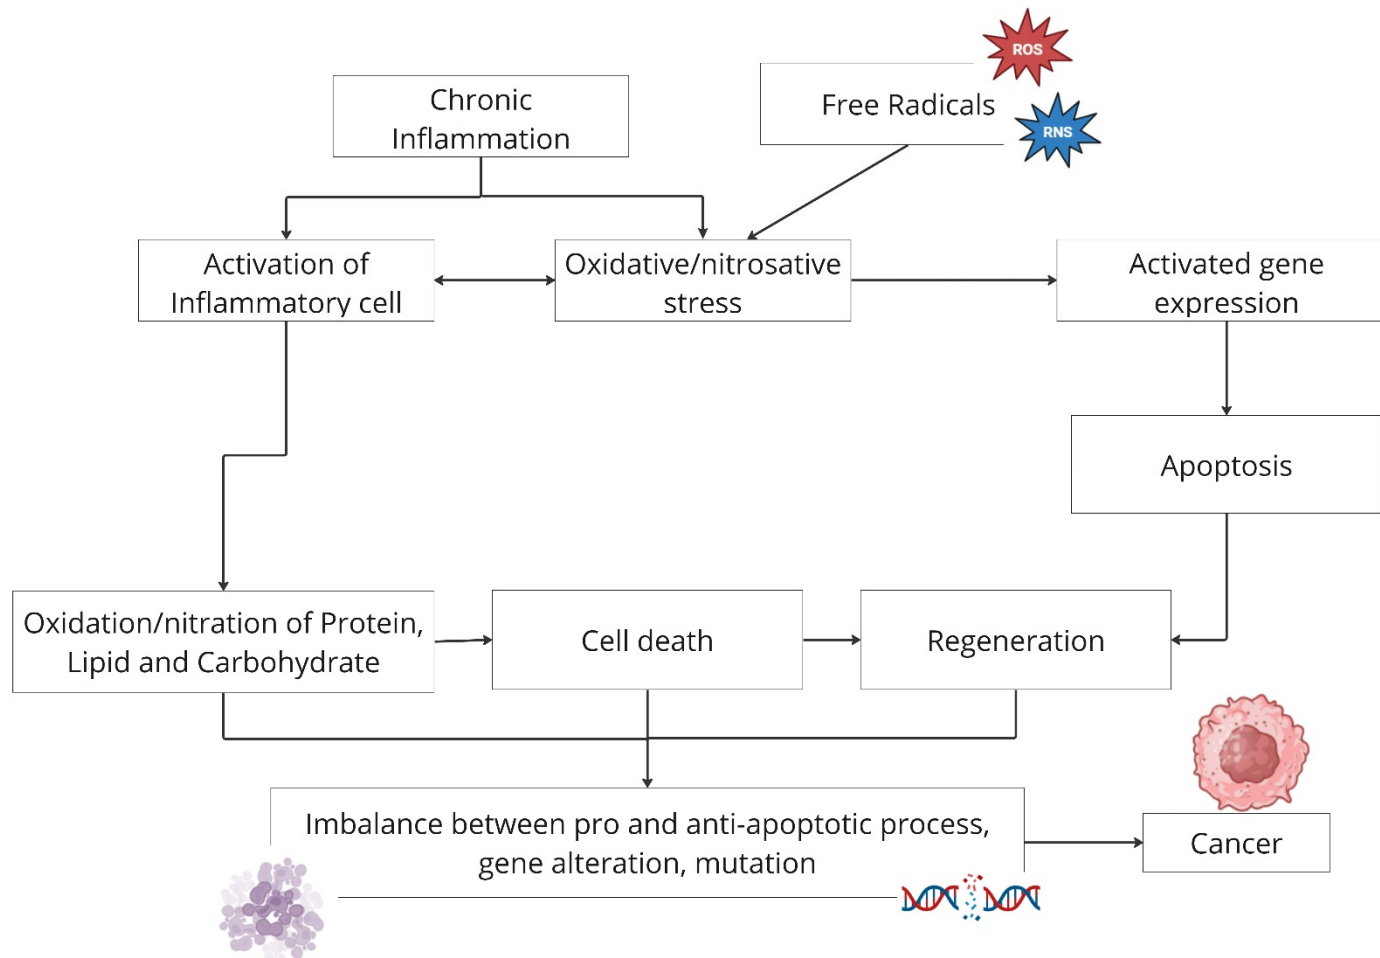 ROS
Chronic
Inflammation
Free Radicals
RNS
Activation of
Inflammatory cell
Oxidative/nitrosative
stress
Activated gene
expression
Apoptosis
Oxidation/nitration of Protein,
Lipid and Carbohydrate
Cell death
Regeneration
Imbalance between pro and anti-apoptotic process,
gene alteration, mutation
Cancer